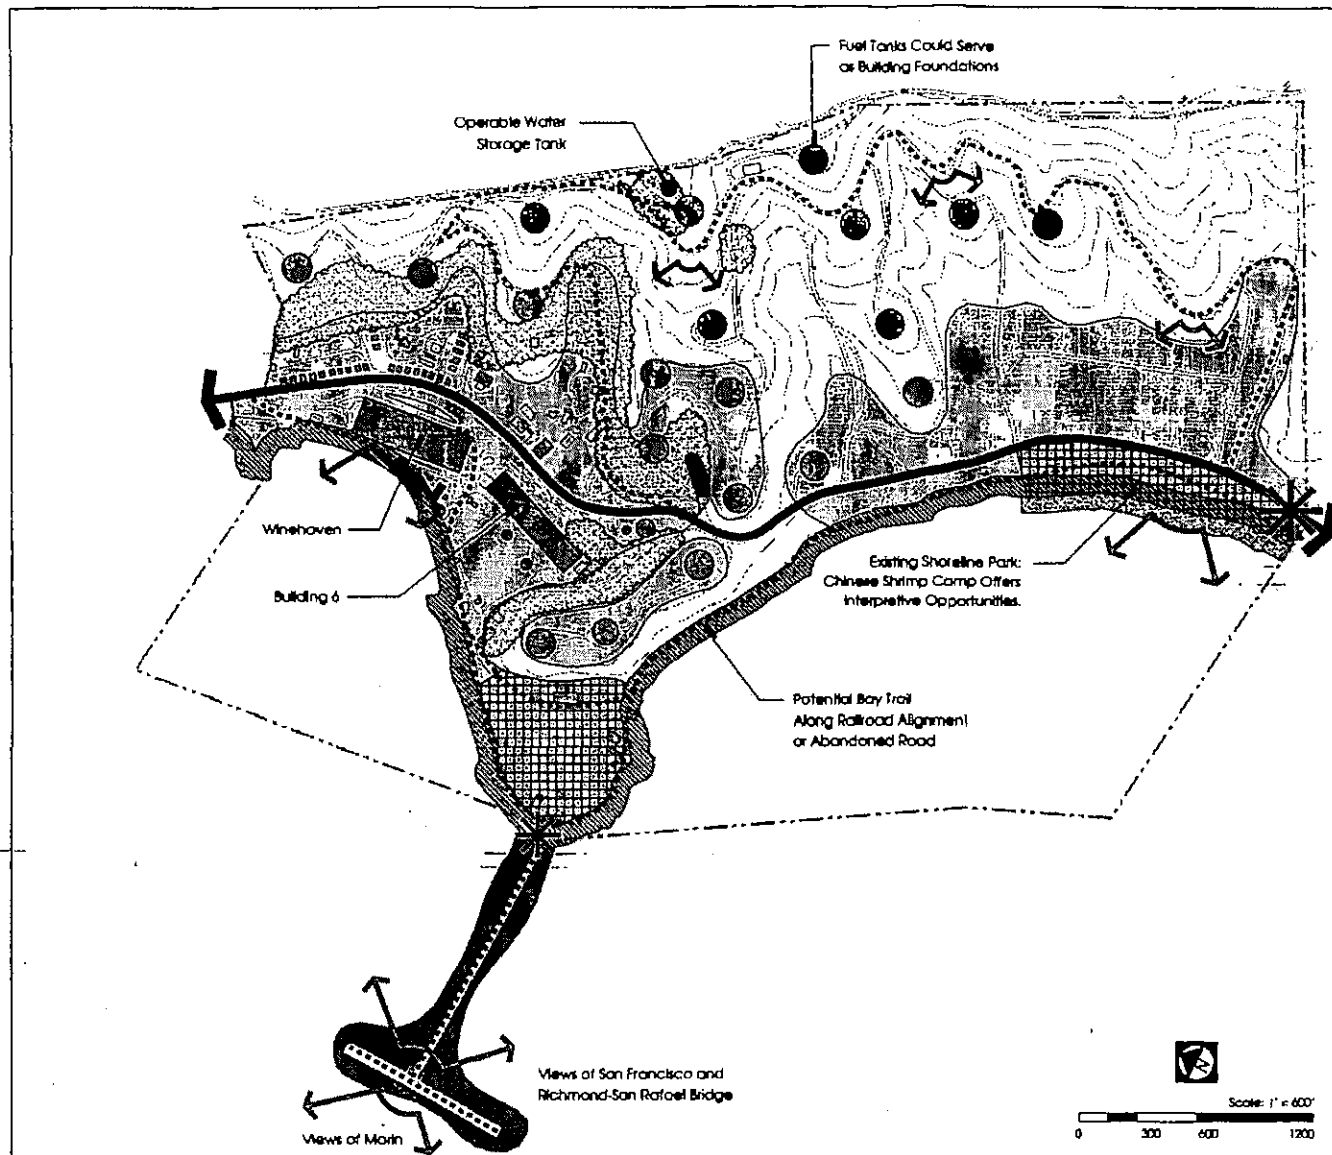 Fuel Tanks Could Serve
as Building Foundations
Operable Water
Storage Tank
Winehaven
Building 6
Existing Shoreline Park:
Chinese Shrimp Camp Offers
Interpretive Opportunities.
Potential Bay Trail
Along Railroad Alignment
or Abandoned Road
Views of San Francisco and
Richmond-San Rafael Bridge
Views of Marin
N
Scale: 1" = 600'
0 300 600 1200